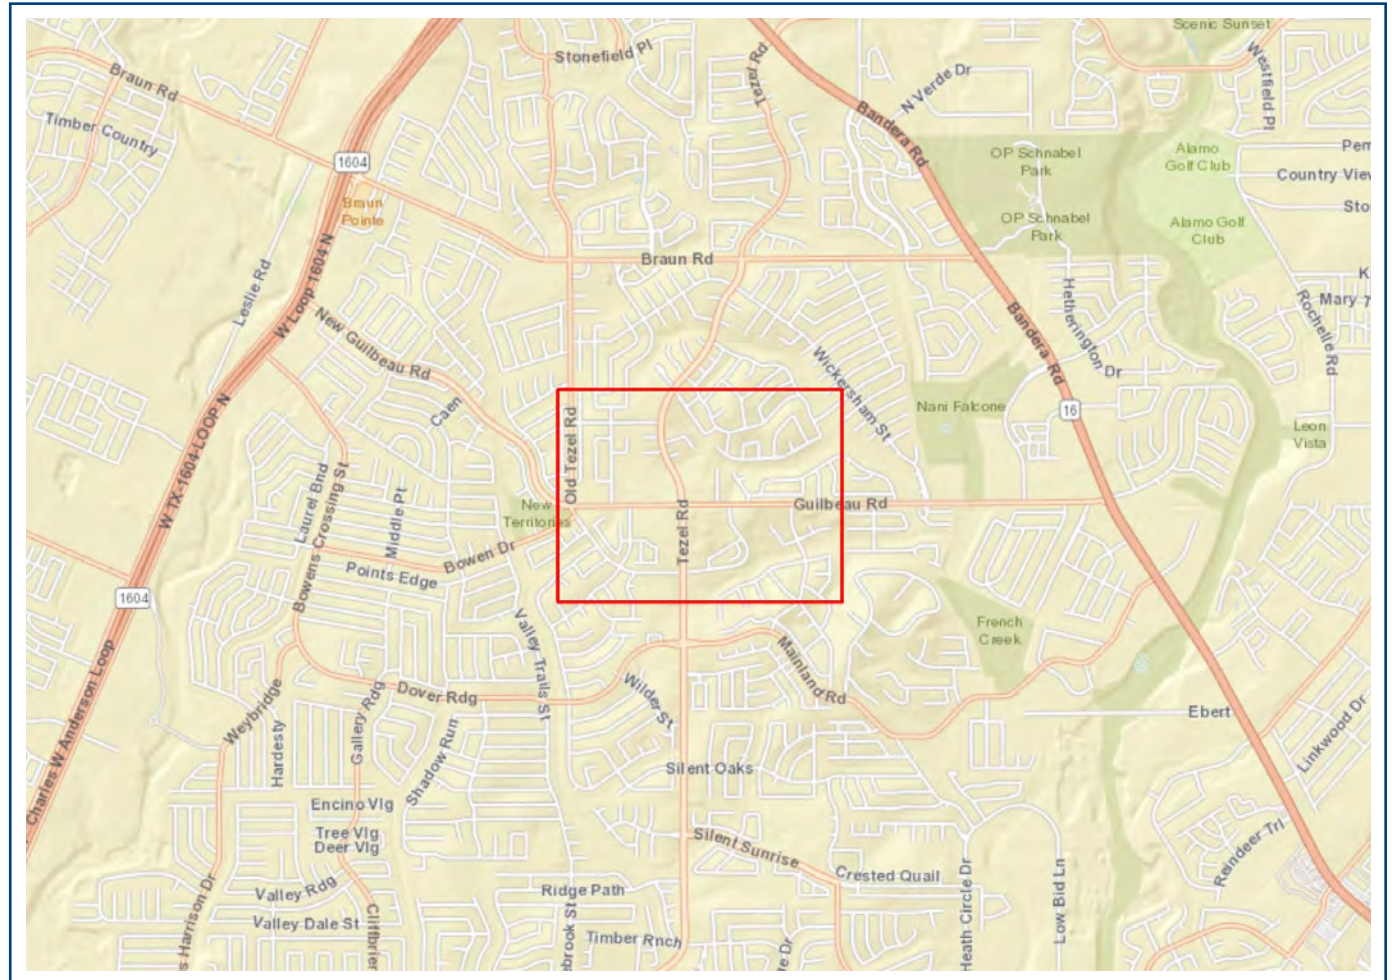 Scenic Sunset
Stonefield Pl
Tezel Rd
Westfield Pl
Braun Rd
N Verde Dr
Timber Country
Bandera Rd
OP Schnabel
Park
Alamo
Golf Club
1604
Country View
Braun
Pointe
OP Schnabel
Park
Alamo Golf
Club
Braun Rd
Leslie Rd
W Loop 1604 N
Hetherington Dr
Rochelle Rd
Mary
New Guilbeau Rd
Bandera Rd
Wickersham St
Caen
Nani Falcone
16
Old Tezel Rd
Leon
Vista
W TX-1604-LOOP N
Laurel Bnd
Bowens Crossing St
Middle Pt
New
Territories
Tezel Rd
Guilbeau Rd
Bowen Dr
Points Edge
1604
Valley Trails St
French
Creek
Charles W Anderson Loop
Mainland Rd
Weybridge
Gallery Rdg
Dover Rdg
Wilder St
Hardesty
Shadow Run
Ebert
Linkwood Dr
Silent Oaks
Encino Vlg
Tree Vlg
Deer Vlg
Silent Sunrise
Reindeer Trl
Crested Quail
Valley Rdg
Ridge Path
Heath Circle Dr
Low Bid Ln
s Harrison Dr
Valley Dale St
Cliffbrier
ebrook St
Timber Rnch